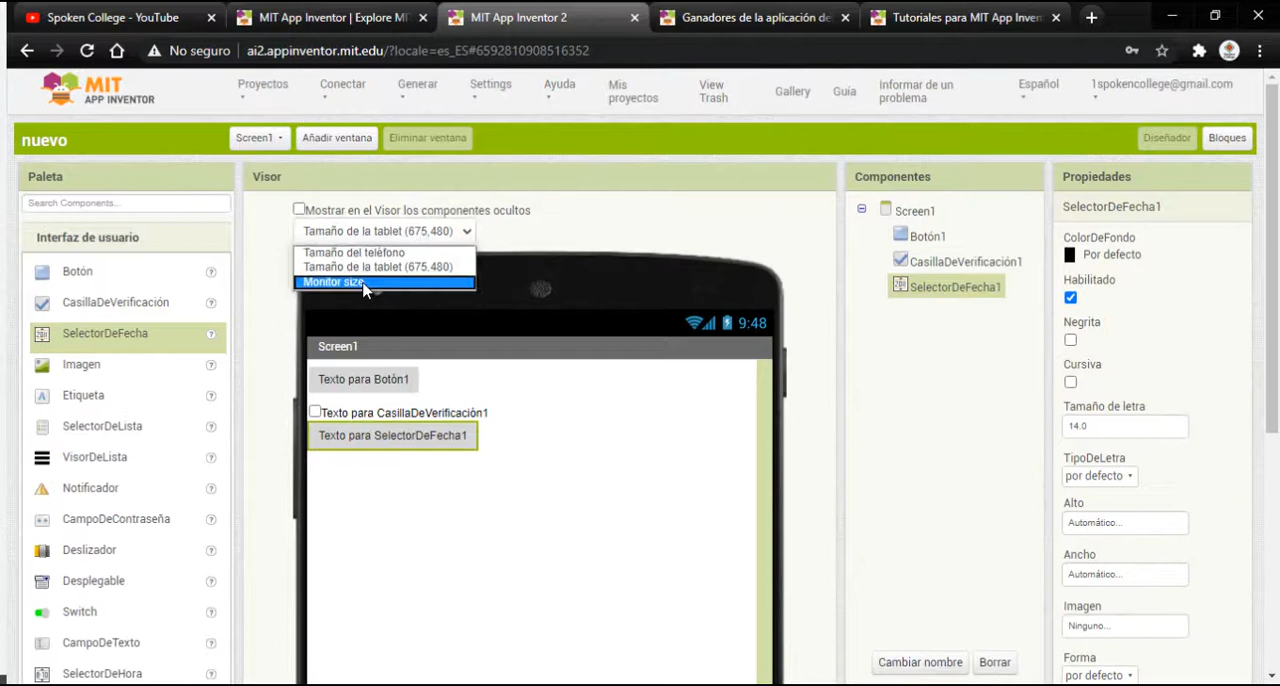 Spoken College - YouTube
MIT App Inventor | Explore MI
MIT App Inventor 2
Ganadores de la aplicación de
Tutoriales para MIT App Inven
No seguro
ai2.appinventor.mit.edu/?locale=es_ES#6592810908516352
MIT
APP INVENTOR
Proyectos
Conectar
Generar
Settings
Ayuda
Mis
proyectos
View
Trash
Gallery
Guía
Informar de un
problema
Español
1spokencollege@gmail.com
nuevo
Screen1
Añadir ventana
Eliminar ventana
Diseñador
Bloques
Paleta
Search Components...
Interfaz de usuario
Botón
CasillaDeVerificación
SelectorDeFecha
Imagen
Etiqueta
SelectorDeLista
VisorDeLista
Notificador
CampoDeContraseña
Deslizador
Desplegable
Switch
CampoDeTexto
SelectorDeHora
Visor
Mostrar en el Visor los componentes ocultos
Tamaño de la tablet (675,480)
Tamaño del teléfono
Tamaño de la tablet (675,480)
Monitor size
9:48
Screen1
Texto para Botón1
Texto para CasillaDeVerificación1
Texto para SelectorDeFecha1
Componentes
Screen1
Botón1
CasillaDeVerificación1
SelectorDeFecha1
Cambiar nombre
Borrar
Propiedades
SelectorDeFecha1
ColorDeFondo
Por defecto
Habilitado
Negrita
Cursiva
Tamaño de letra
14.0
TipoDeLetra
por defecto
Alto
Automático...
Ancho
Automático...
Imagen
Ninguno...
Forma
por defecto